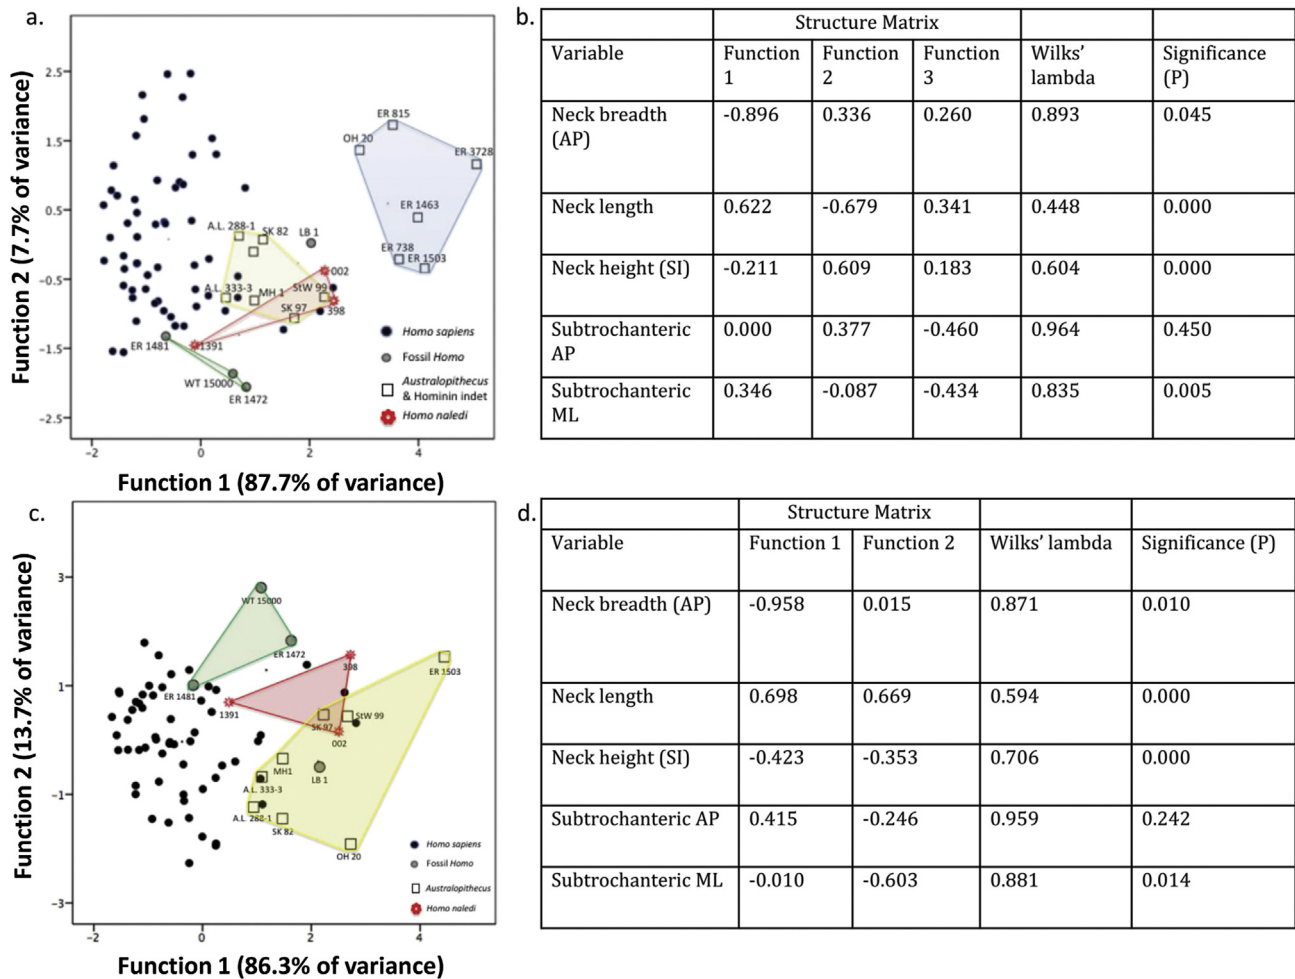 a.
Function 2 (7.7% of variance)
2.5
1.5
0.5
-0.5
-1.5
-2.5
ER 815
OH 20
ER 3728
ER 1463
A.L. 288-1
SK 82
LB 1
ER 738
ER 1503
002
A.L. 333-3
MH 1
StW 99
SK 97
398
ER 1481
1391
WT 15000
ER 1472
Homo sapiens
Fossil Homo
Australopithecus
& Hominin indet
Homo naledi
-2
0
2
4
Function 1 (87.7% of variance)
b.
Structure Matrix
Variable Function 1 Function 2 Function 3 Wilks' lambda Significance (P)
Neck breadth (AP) -0.896 0.336 0.260 0.893 0.045
Neck length 0.622 -0.679 0.341 0.448 0.000
Neck height (SI) -0.211 0.609 0.183 0.604 0.000
Subtrochanteric AP 0.000 0.377 -0.460 0.964 0.450
Subtrochanteric ML 0.346 -0.087 -0.434 0.835 0.005
c.
Function 2 (13.7% of variance)
3
1
-1
-3
WT 15000
ER 1472
ER 1481
398
ER 1503
1391
SK 97
StW 99
002
MH1
LB 1
A.L. 333-3
A.L. 288-1
SK 82
OH 20
Homo sapiens
Fossil Homo
Australopithecus
Homo naledi
-2
0
2
4
Function 1 (86.3% of variance)
d.
Structure Matrix
Variable Function 1 Function 2 Wilks' lambda Significance (P)
Neck breadth (AP) -0.958 0.015 0.871 0.010
Neck length 0.698 0.669 0.594 0.000
Neck height (SI) -0.423 -0.353 0.706 0.000
Subtrochanteric AP 0.415 -0.246 0.959 0.242
Subtrochanteric ML -0.010 -0.603 0.881 0.014